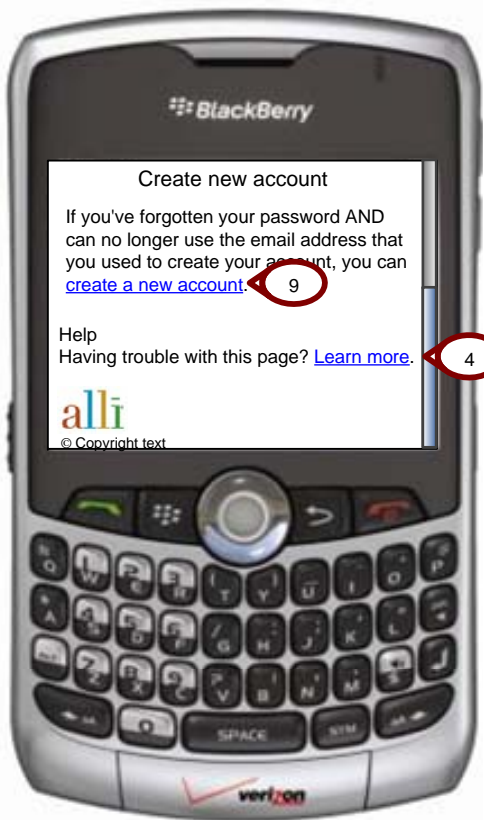 BlackBerry
Create new account
If you've forgotten your password AND
can no longer use the email address that
you used to create your account, you can
create a new account.
9
Help
Having trouble with this page? Learn more.
4
alli
© Copyright text
Q W E R T Y U I O P
A S D F G H J K L
Z X C V B N M
SPACE SYM
verizon